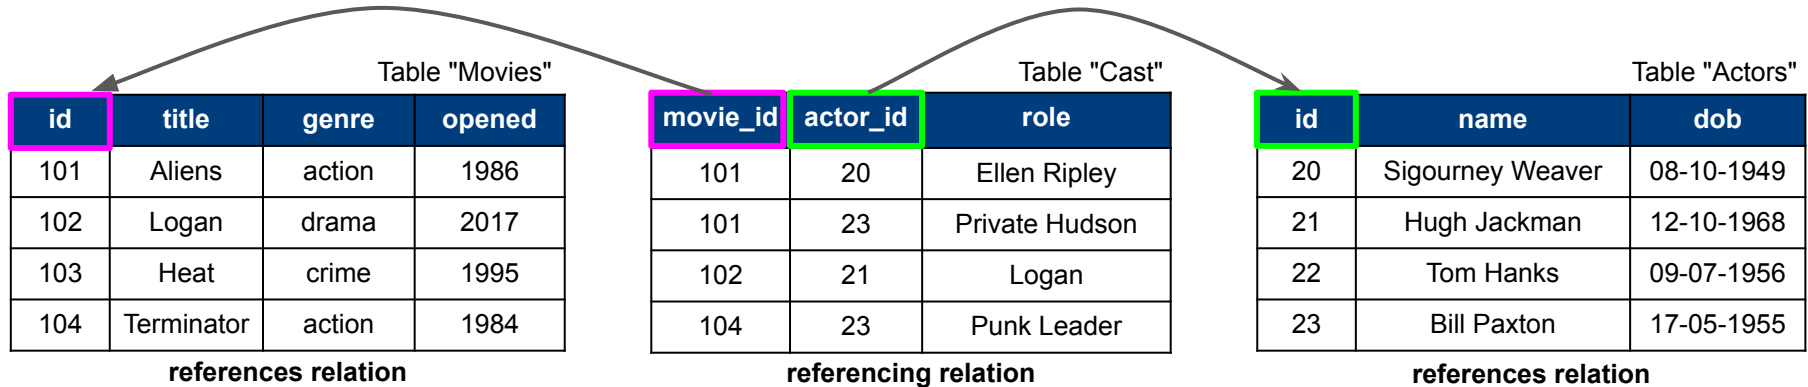 Table "Movies"
id title genre opened
101 Aliens action 1986
102 Logan drama 2017
103 Heat crime 1995
104 Terminator action 1984
references relation
Table "Cast"
movie_id actor_id role
101 20 Ellen Ripley
101 23 Private Hudson
102 21 Logan
104 23 Punk Leader
referencing relation
Table "Actors"
id name dob
20 Sigourney Weaver 08-10-1949
21 Hugh Jackman 12-10-1968
22 Tom Hanks 09-07-1956
23 Bill Paxton 17-05-1955
references relation